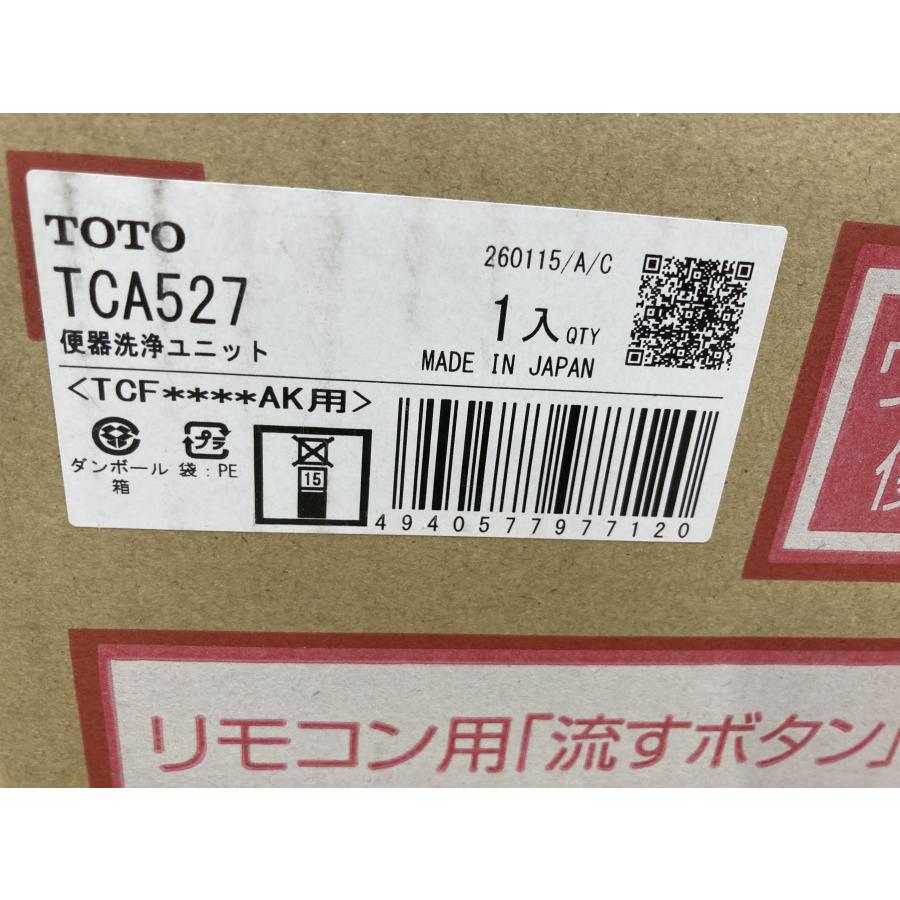 TOTO
TCA527
便器洗浄ユニット
260115/A/C
1入 QTY
MADE IN JAPAN
<TCF****AK用>
プラ
ダンボール
箱
袋：PE
15
4940577977120
リモコン用「流すボタン」